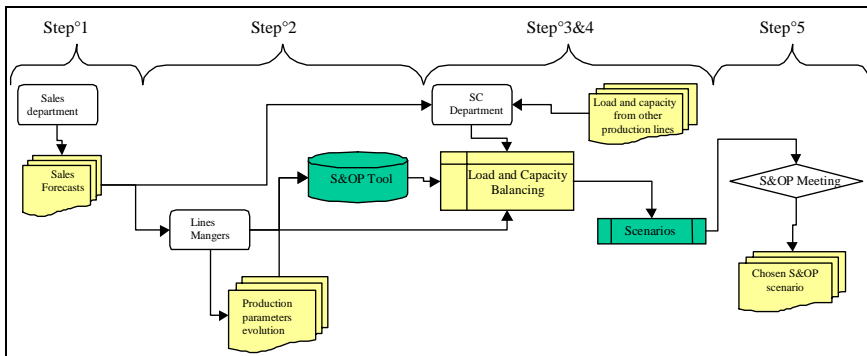 Step°1
Step°2
Step°3&4
Step°5
Sales
department
SC
Department
Load and capacity
from other
production lines
Sales
Forecasts
S&OP Tool
Load and Capacity
Balancing
S&OP Meeting
Lines
Mangers
Scenarios
Production
parameters
evolution
Chosen S&OP
scenario